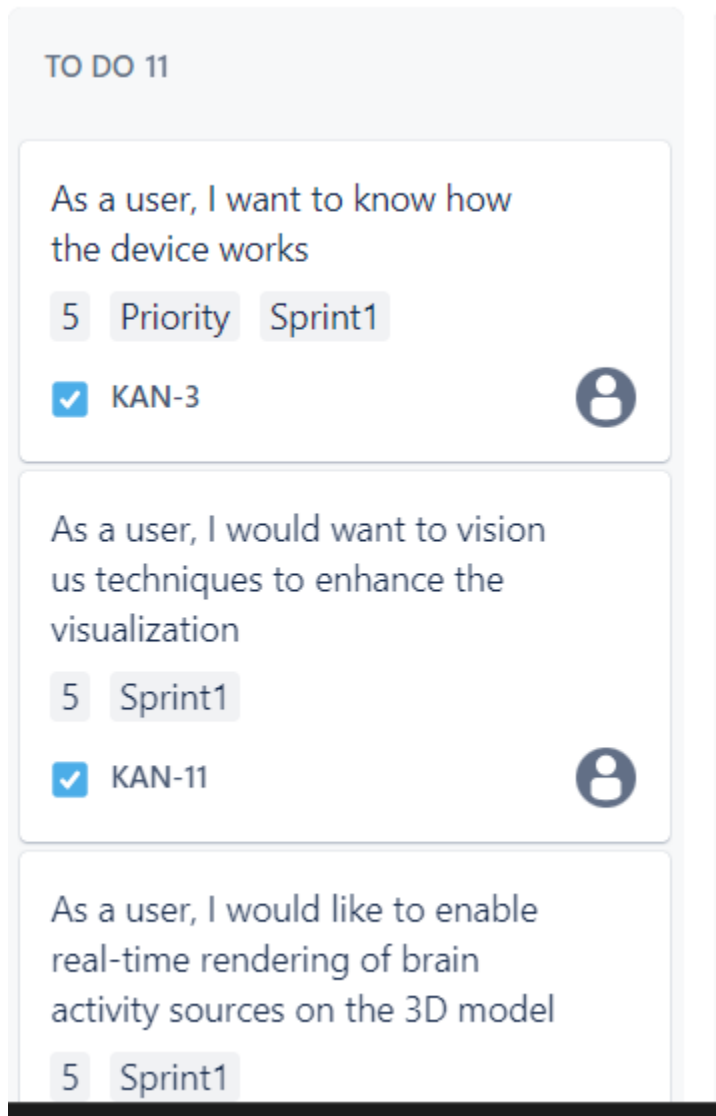 TO DO 11
As a user, I want to know how
the device works
5 Priority Sprint1
KAN-3
As a user, I would want to vision
us techniques to enhance the
visualization
5 Sprint1
KAN-11
As a user, I would like to enable
real-time rendering of brain
activity sources on the 3D model
5 Sprint1